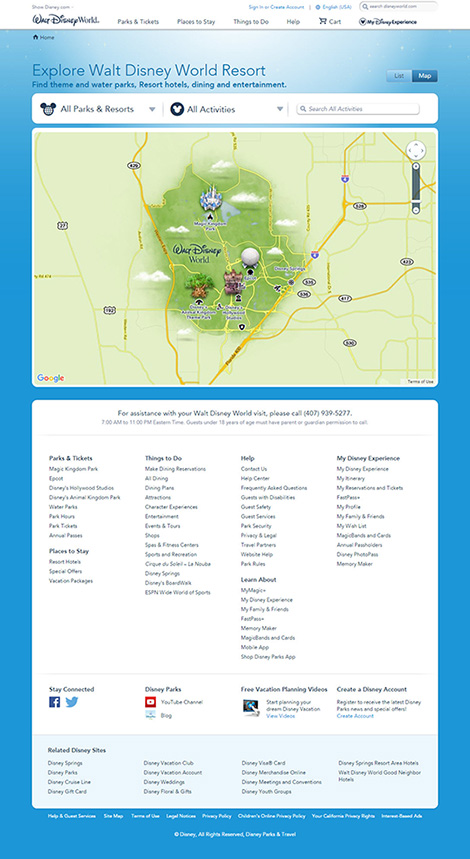 Show Disney.com
Sign In or Create Account | English (USA)
search disneyworld.com
Walt Disney World.
Parks & Tickets
Places to Stay
Things to Do
Help
Cart
My Disney Experience
Home
Explore Walt Disney World Resort
Find theme and water parks, Resort hotels, dining and entertainment.
List
Map
All Parks & Resorts
All Activities
Search All Activities
429
4
27
528
Magic Kingdom
Park
Walt Disney
World
4
Epcot
Disney Springs
423
535
536
417
Disney's
Animal Kingdom
Theme Park
Disney's
Hollywood
Studios
192
530
Google
Terms of Use
For assistance with your Walt Disney World visit, please call (407) 939-5277.
7:00 AM to 11:00 PM Eastern Time. Guests under 18 years of age must have parent or guardian permission to call.
Parks & Tickets
Magic Kingdom Park
Epcot
Disney's Hollywood Studios
Disney's Animal Kingdom Park
Water Parks
Park Hours
Park Tickets
Annual Passes
Places to Stay
Resort Hotels
Special Offers
Vacation Packages
Things to Do
Make Dining Reservations
All Dining
Dining Plans
Attractions
Character Experiences
Entertainment
Events & Tours
Shops
Spas & Fitness Centers
Sports and Recreation
Cirque du Soleil – La Nouba
Disney Springs
Disney's BoardWalk
ESPN Wide World of Sports
Help
Contact Us
Help Center
Frequently Asked Questions
Guests with Disabilities
Guest Safety
Guest Services
Park Security
Privacy & Legal
Travel Partners
Website Help
Park Rules
Learn About
MyMagic+
My Disney Experience
My Family & Friends
FastPass+
Memory Maker
MagicBands and Cards
Mobile App
Shop Disney Parks App
My Disney Experience
My Disney Experience
My Itinerary
My Reservations and Tickets
FastPass+
My Profile
My Family & Friends
My Wish List
MagicBands and Cards
Annual Passholders
Disney PhotoPass
Memory Maker
Stay Connected
Disney Parks
YouTube Channel
Blog
Free Vacation Planning Videos
Start planning your
dream Disney Vacation
View Videos
Create a Disney Account
Register to receive the latest Disney
Parks news and special offers!
Create Account
Related Disney Sites
Disney Springs
Disney Parks
Disney Cruise Line
Disney Gift Card
Disney Vacation Club
Disney Vacation Account
Disney Weddings
Disney Floral & Gifts
Disney Visa® Card
Disney Merchandise Online
Disney Meetings and Conventions
Disney Youth Groups
Disney Springs Resort Area Hotels
Walt Disney World Good Neighbor
Hotels
Help & Guest Services
Site Map
Terms of Use
Legal Notices
Privacy Policy
Children's Online Privacy Policy
Your California Privacy Rights
Interest-Based Ads
© Disney, All Rights Reserved, Disney Parks & Travel